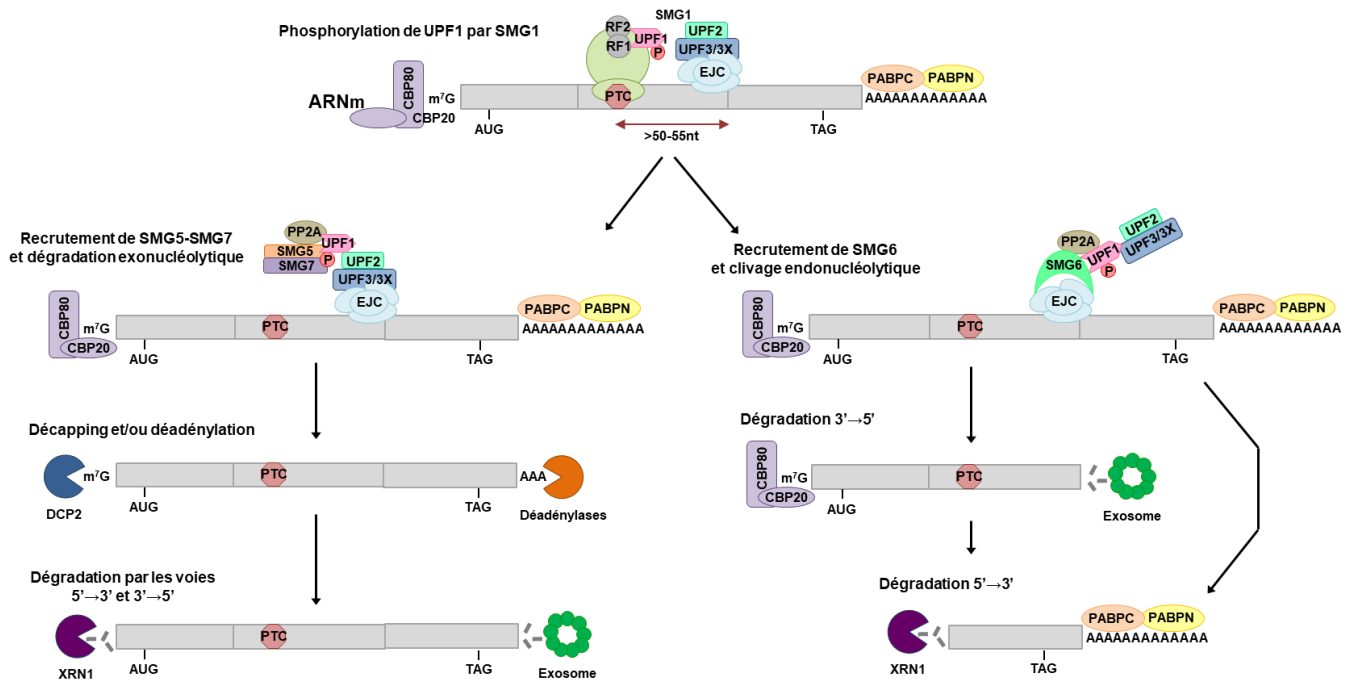 Phosphorylation de UPF1 par SMG1
SMG1
RF2
UPF1
UPF2
RF1
P
UPF3/3X
EJC
CBP80
ARNm
m⁷G
CBP20
PTC
PABPC
PABPN
AAAAAAAAAAAAA
AUG
TAG
>50-55nt
Recrutement de SMG5-SMG7
et dégradation exonucléolytique
PP2A
UPF1
SMG5
P
SMG7
UPF2
UPF3/3X
EJC
CBP80
m⁷G
CBP20
PTC
PABPC
PABPN
AAAAAAAAAAAAA
AUG
TAG
Recrutement de SMG6
et clivage endonucléolytique
PP2A
UPF1
UPF2
UPF3/3X
SMG6
P
EJC
CBP80
m⁷G
CBP20
PTC
PABPC
PABPN
AAAAAAAAAAAAA
AUG
TAG
Décapping et/ou déadénylation
m⁷G
PTC
AAA
DCP2
AUG
TAG
Déadénylases
Dégradation 3’→5’
CBP80
m⁷G
CBP20
PTC
AUG
Exosome
Dégradation par les voies
5’→3’ et 3’→5’
PTC
XRN1
AUG
TAG
Exosome
Dégradation 5’→3’
PABPC
PABPN
AAAAAAAAAAAAA
XRN1
TAG